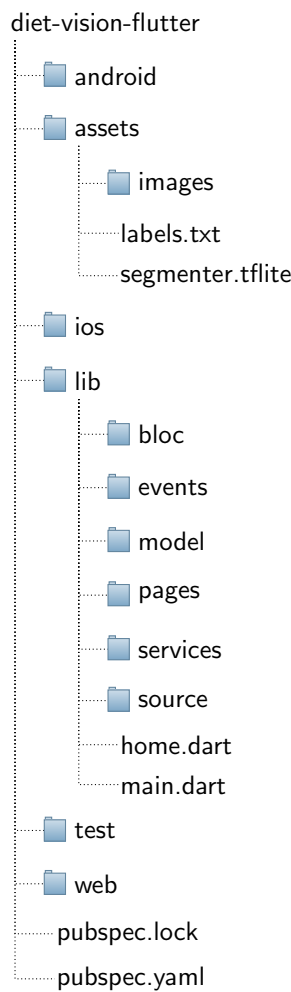 diet-vision-flutter
android
assets
images
labels.txt
segmenter.tflite
ios
lib
bloc
events
model
pages
services
source
home.dart
main.dart
test
web
pubspec.lock
pubspec.yaml